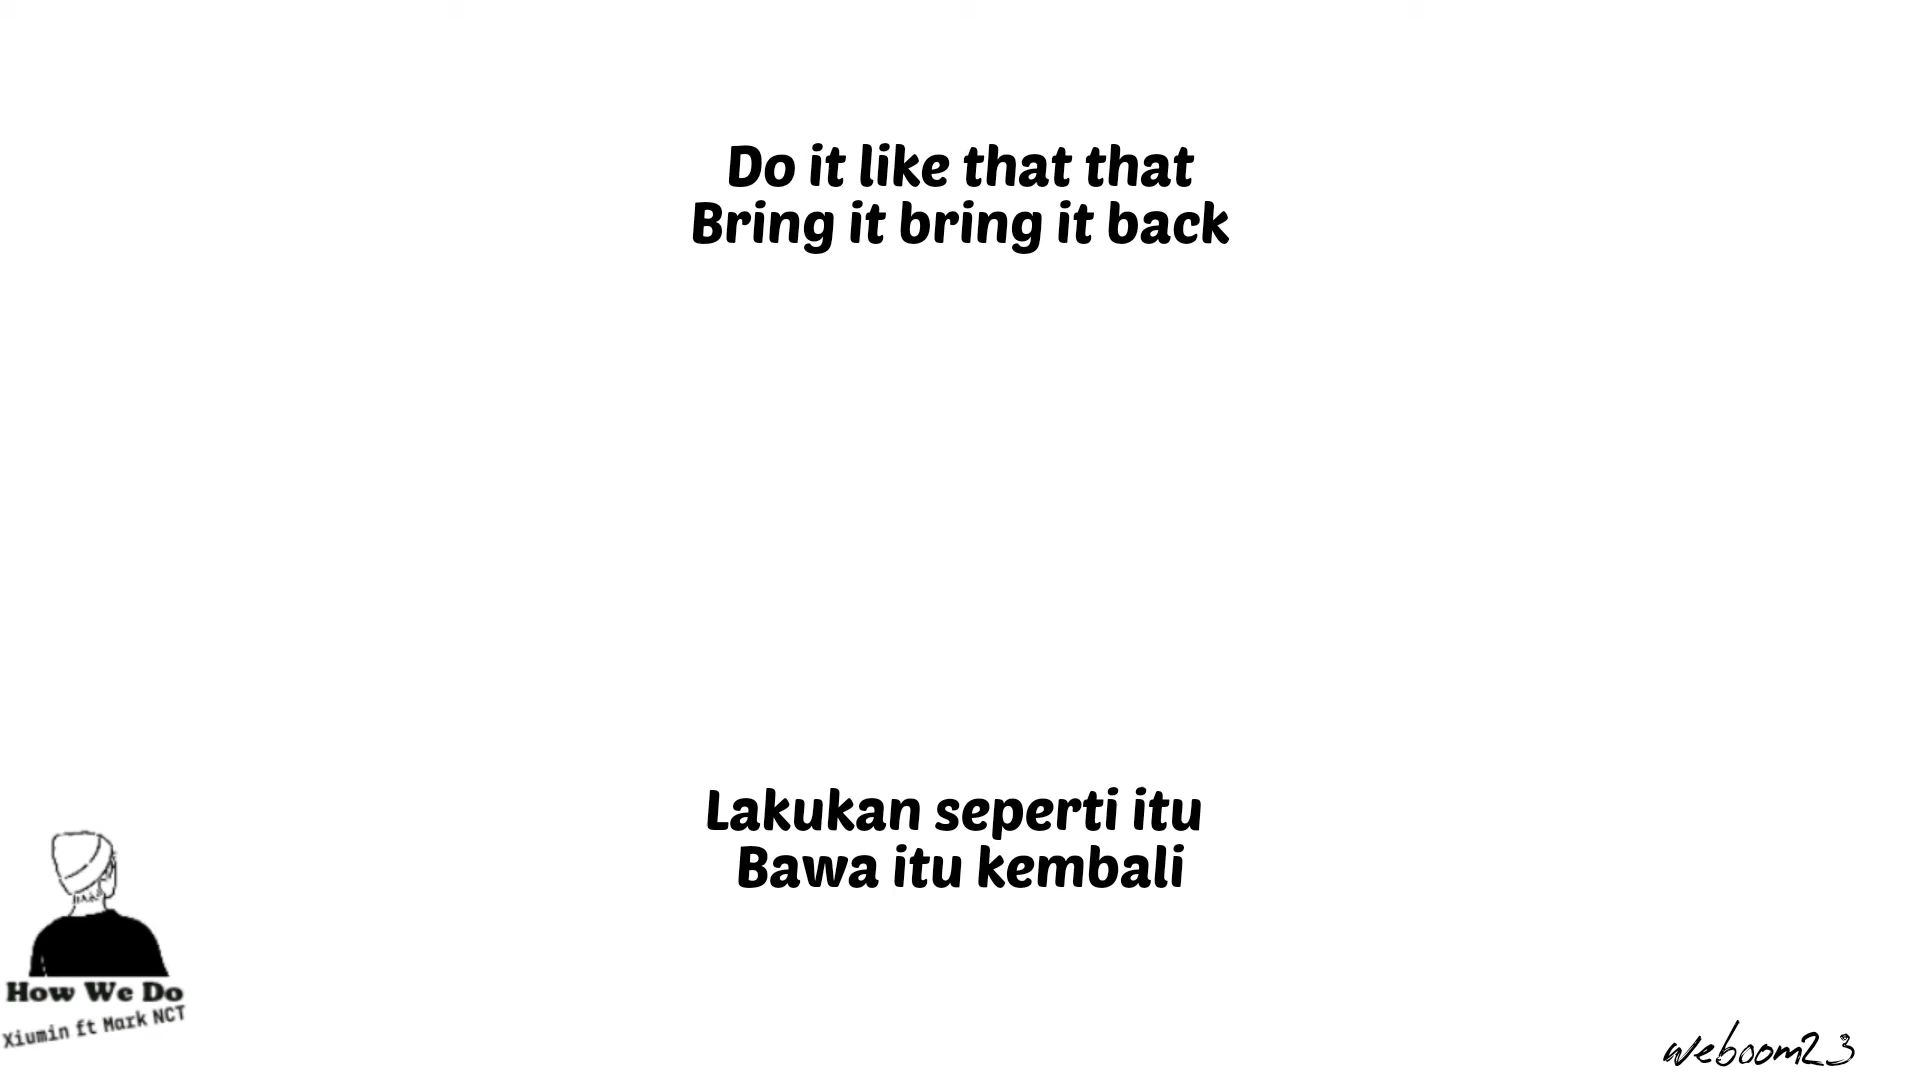 Do it like that that
Bring it bring it back
Lakukan seperti itu
Bawa itu kembali
How We Do
Xiumin ft Mark NCT
weboom23